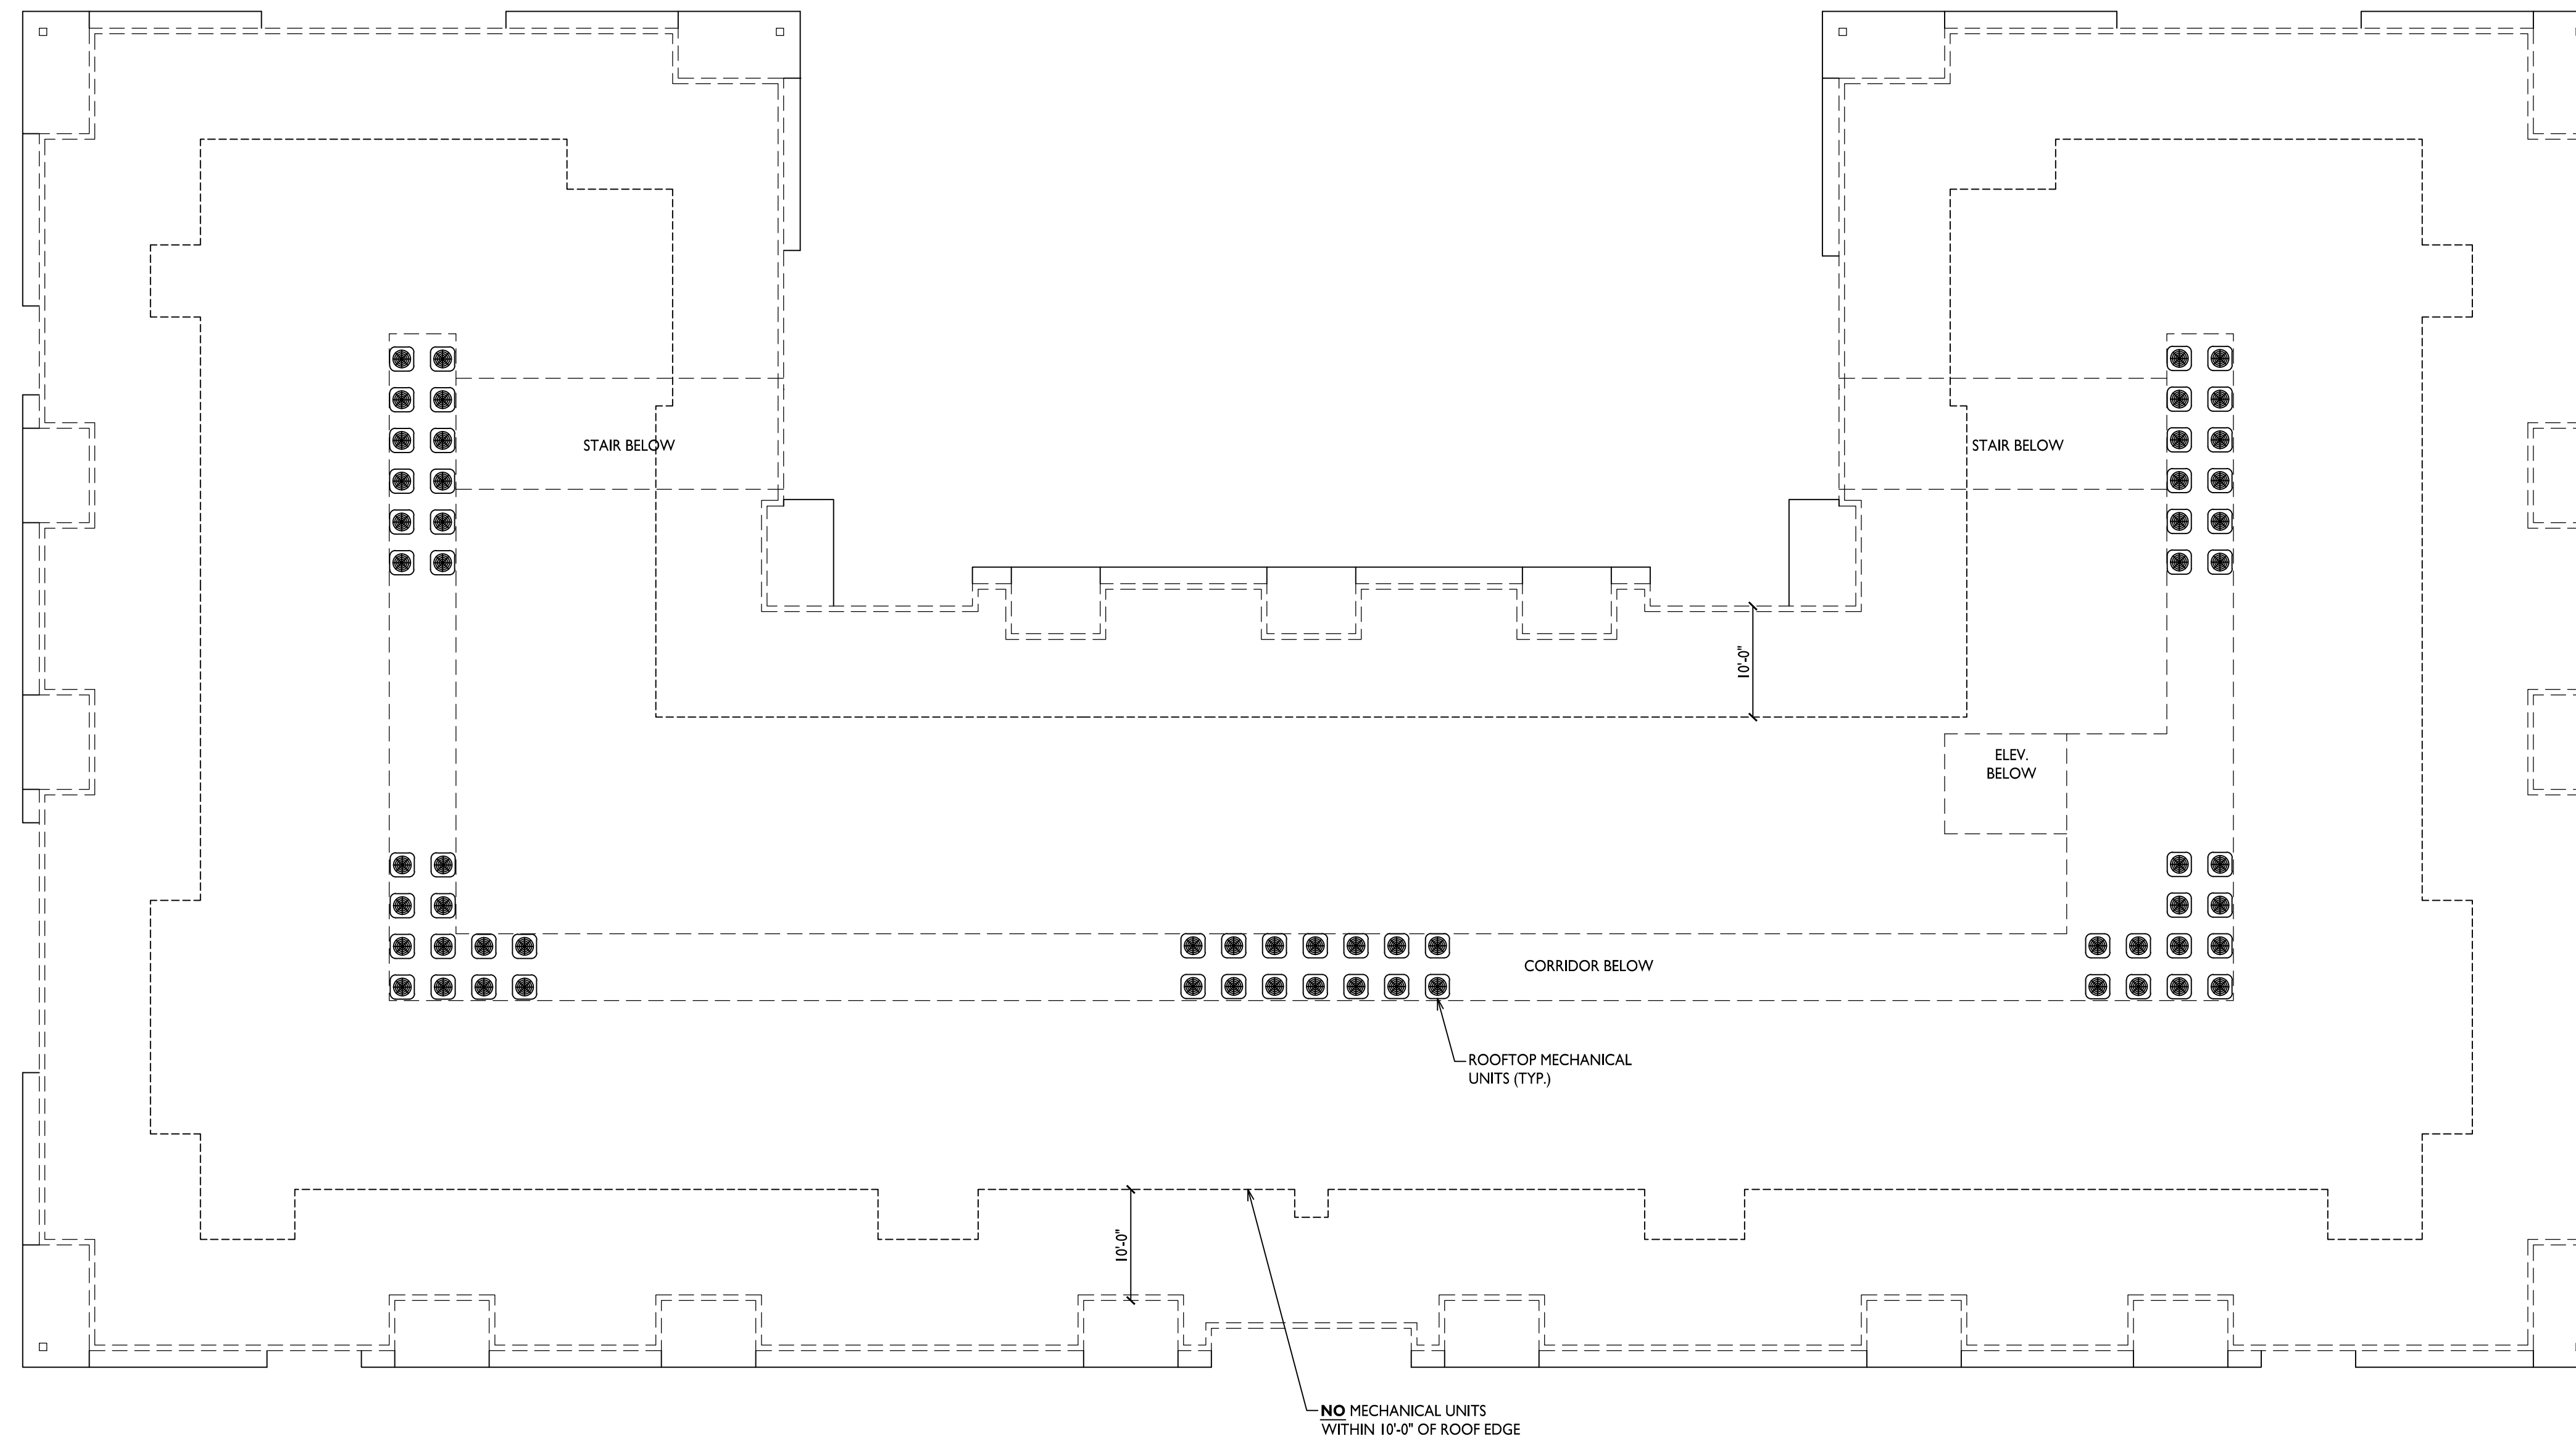 STAIR BELOW
STAIR BELOW
10'-0"
ELEV.
BELOW
CORRIDOR BELOW
ROOFTOP MECHANICAL
UNITS (TYP.)
10'-0"
NO MECHANICAL UNITS
WITHIN 10'-0" OF ROOF EDGE